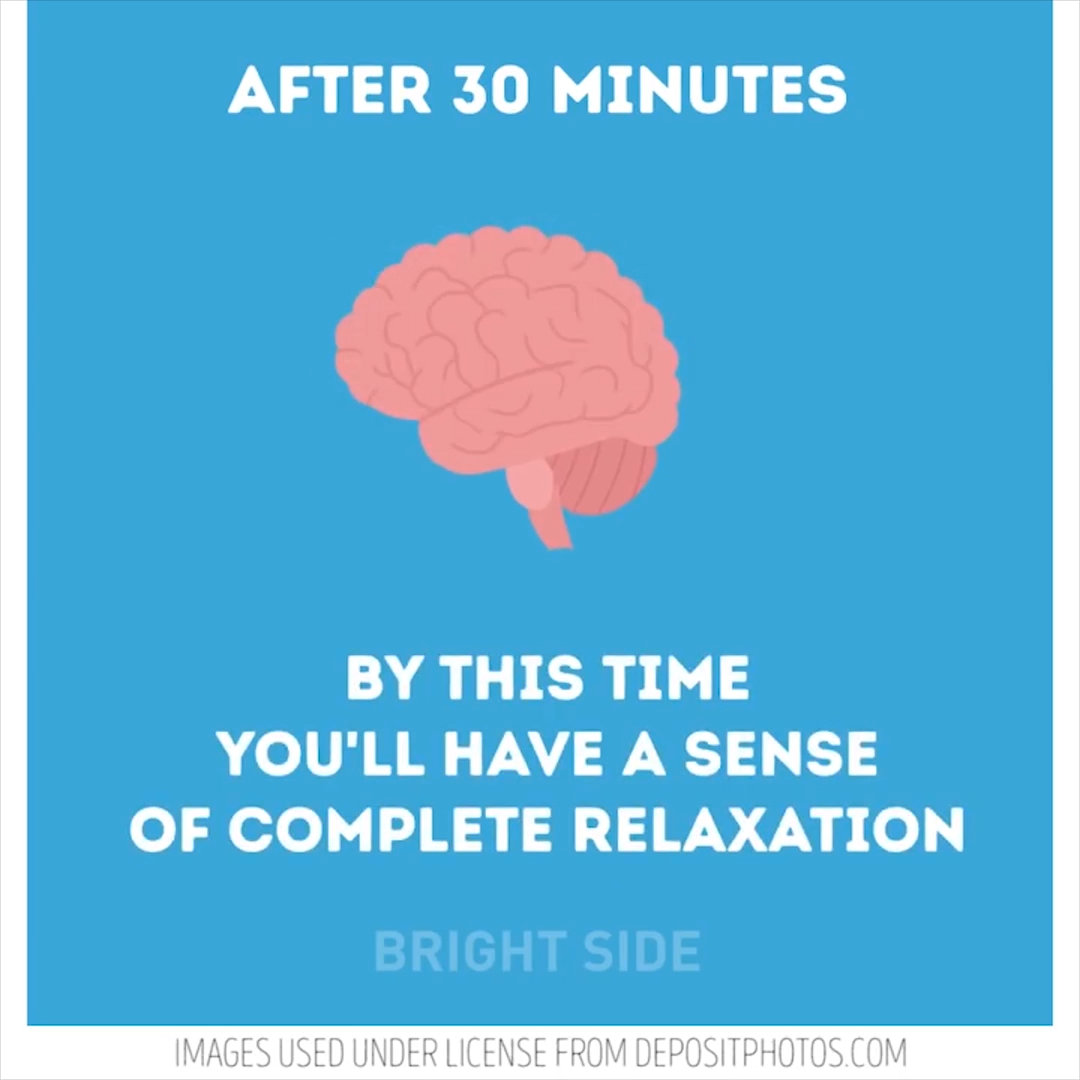 AFTER 30 MINUTES
BY THIS TIME
YOU'LL HAVE A SENSE
OF COMPLETE RELAXATION
BRIGHT SIDE
IMAGES USED UNDER LICENSE FROM DEPOSITPHOTOS.COM